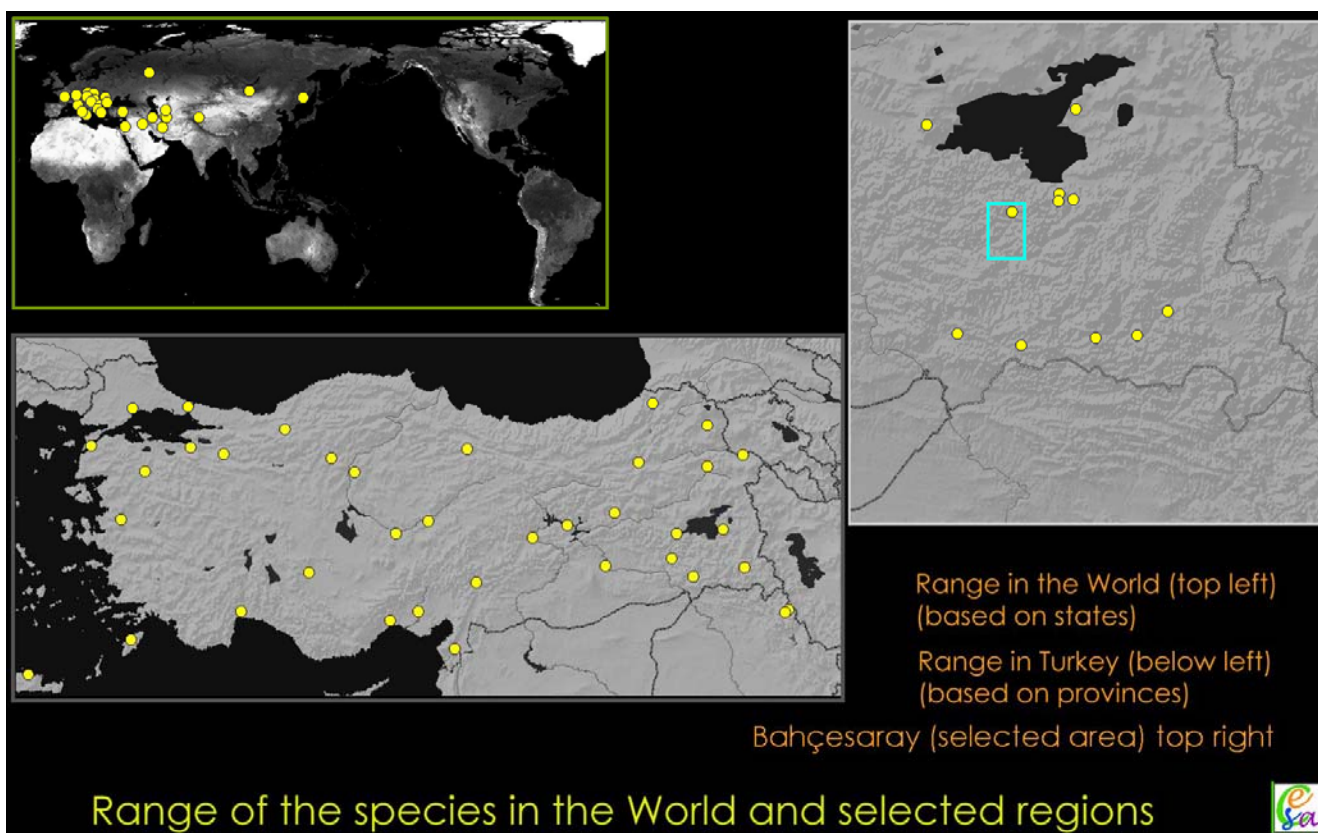 Range in the World (top left)
(based on states)
Range in Turkey (below left)
(based on provinces)
Bahçesaray (selected area) top right
Range of the species in the World and selected regions